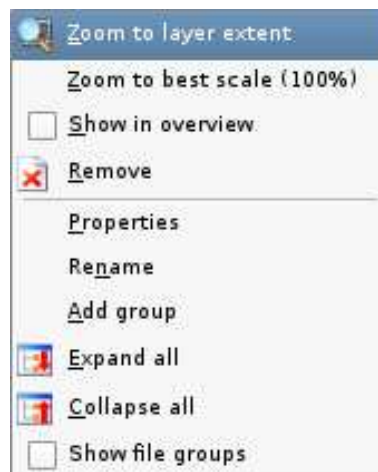 Zoom to layer extent
Zoom to best scale (100%)
Show in overview
Remove
Properties
Rename
Add group
Expand all
Collapse all
Show file groups